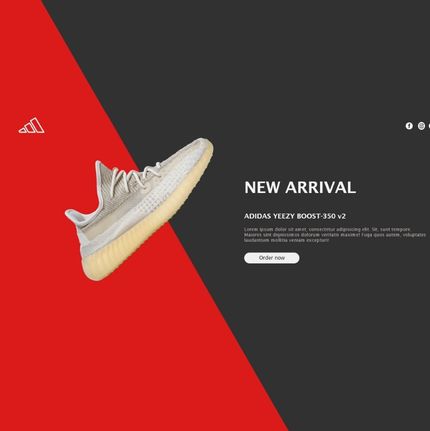 NEW ARRIVAL
ADIDAS YEEZY BOOST-350 v2
Lorem ipsum dolor sit amet, consectetur adipisicing elit. Sit, sunt tempore.
Maiores sint dignissimos dolorum veritatis maxime! Fuga quos autem, voluptates
laudantium mollitia veniam excepturi!
Order now